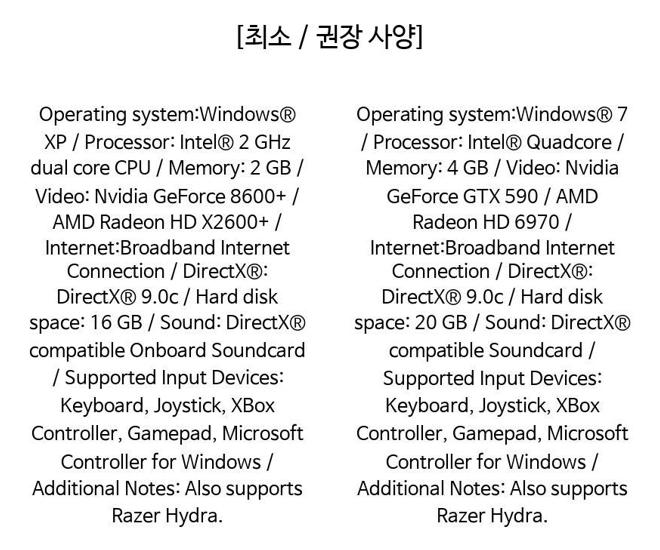 [최소 / 권장 사양]
Operating system:Windows®
XP / Processor: Intel® 2 GHz
dual core CPU / Memory: 2 GB /
Video: Nvidia GeForce 8600+ /
AMD Radeon HD X2600+ /
Internet:Broadband Internet
Connection / DirectX®:
DirectX® 9.0c / Hard disk
space: 16 GB / Sound: DirectX®
compatible Onboard Soundcard
/ Supported Input Devices:
Keyboard, Joystick, XBox
Controller, Gamepad, Microsoft
Controller for Windows /
Additional Notes: Also supports
Razer Hydra.
Operating system:Windows® 7
/ Processor: Intel® Quadcore /
Memory: 4 GB / Video: Nvidia
GeForce GTX 590 / AMD
Radeon HD 6970 /
Internet:Broadband Internet
Connection / DirectX®:
DirectX® 9.0c / Hard disk
space: 20 GB / Sound: DirectX®
compatible Soundcard /
Supported Input Devices:
Keyboard, Joystick, XBox
Controller, Gamepad, Microsoft
Controller for Windows /
Additional Notes: Also supports
Razer Hydra.